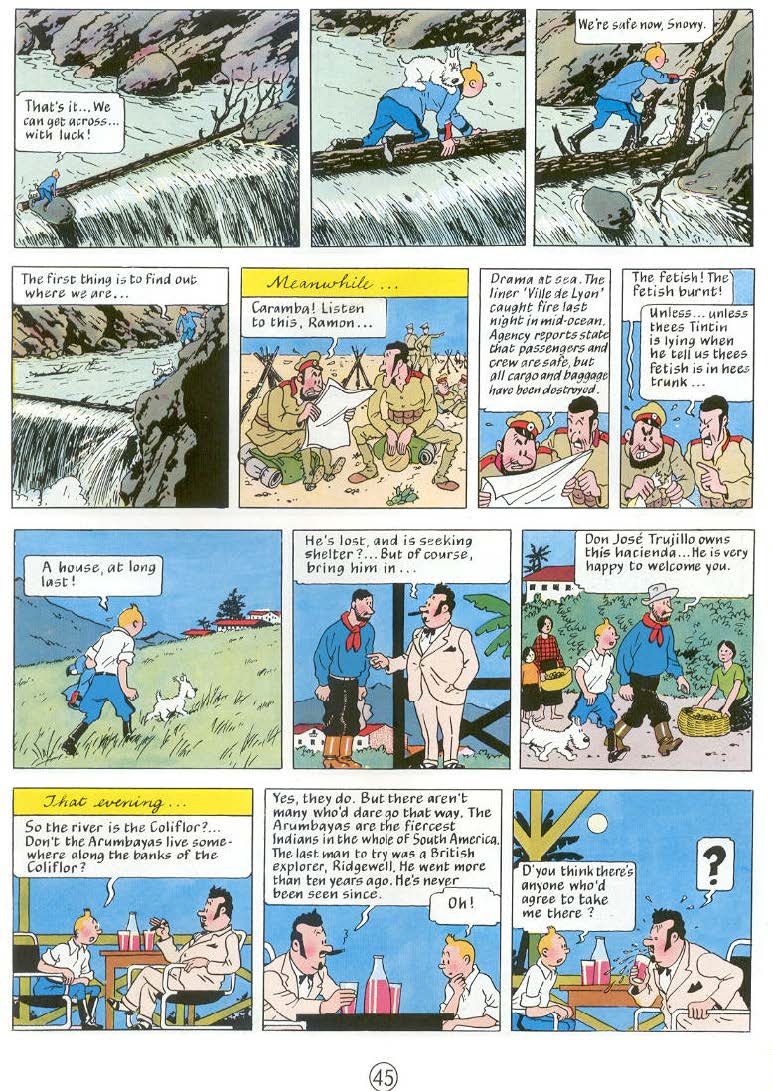 That's it... We
can get across...
with luck!
We're safe now, Snowy.
The first thing is to find out
where we are...
Meanwhile ...
Caramba! Listen
to this, Ramon...
Drama at sea. The
liner 'Ville de Lyon'
caught fire last
night in mid-ocean.
Agency reports state
that passengers and
crew are safe, but
all cargo and baggage
have been destroyed.
The fetish! The
fetish burnt!
Unless... unless
thees Tintin
is lying when
he tell us thees
fetish is in hees
trunk ...
A house, at long
last!
He's lost, and is seeking
shelter?... But of course,
bring him in...
Don José Trujillo owns
this hacienda... He is very
happy to welcome you.
That evening ...
So the river is the Coliflor?...
Don't the Arumbayas live some-
where along the banks of the
Coliflor?
Yes, they do. But there aren't
many who'd dare go that way. The
Arumbayas are the fiercest
Indians in the whole of South America.
The last man to try was a British
explorer, Ridgewell. He went more
than ten years ago. He's never
been seen since.
Oh!
D'you think there's
anyone who'd
agree to take
me there?
?
45